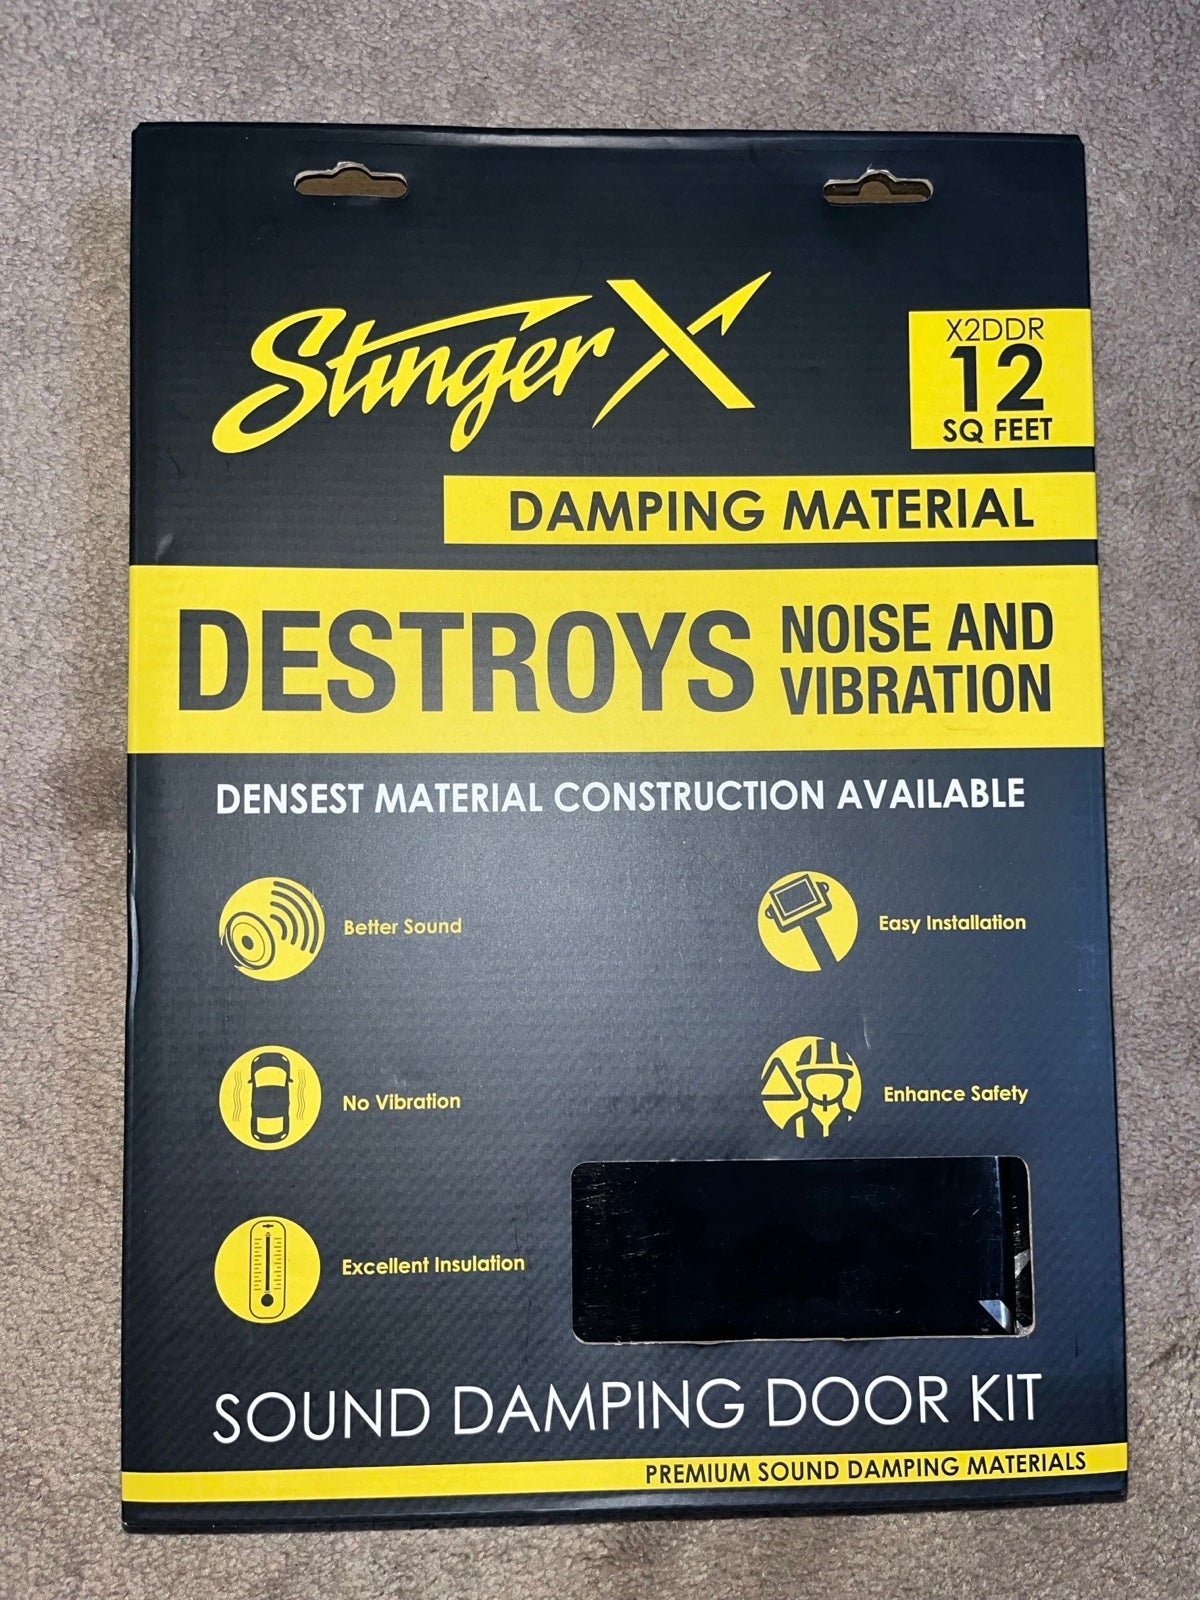 Stinger X
X2DDR
12
SQ FEET
DAMPING MATERIAL
DESTROYS NOISE AND
VIBRATION
DENSEST MATERIAL CONSTRUCTION AVAILABLE
Better Sound
Easy Installation
No Vibration
Enhance Safety
Excellent Insulation
SOUND DAMPING DOOR KIT
PREMIUM SOUND DAMPING MATERIALS